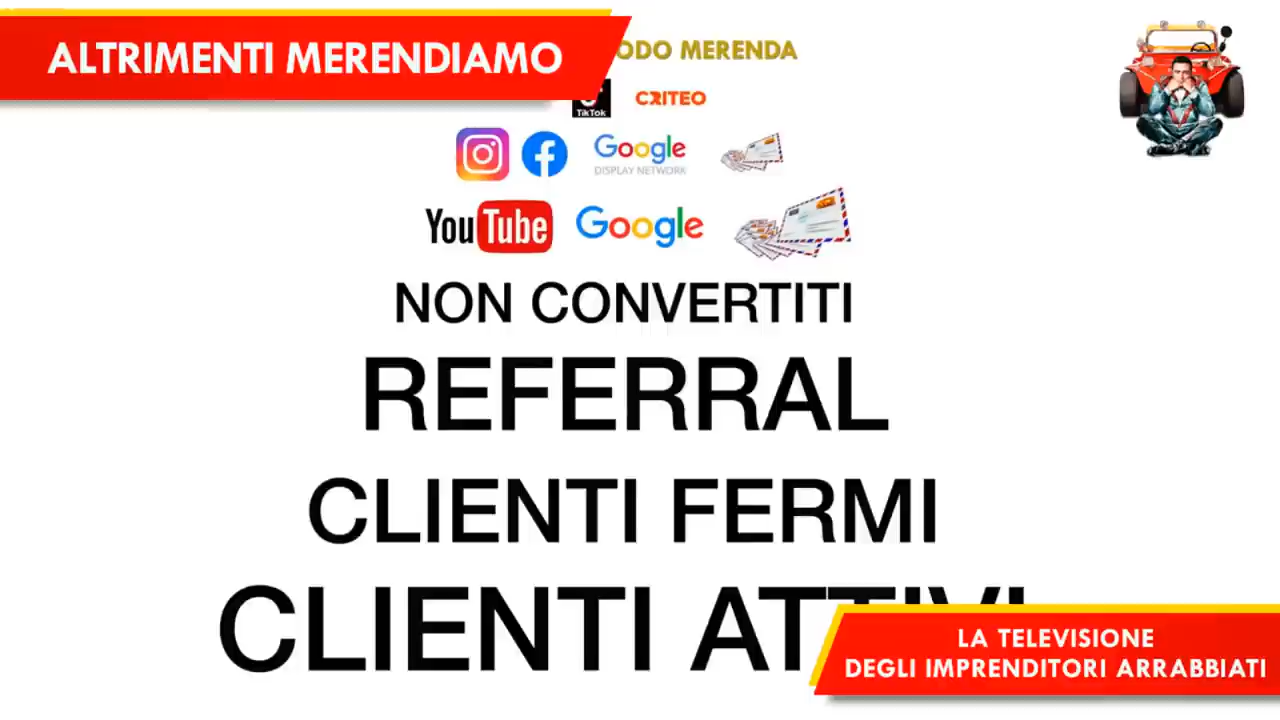 ALTRIMENTI MERENDIAMO
ODO MERENDA
TikTok
CRITEO
Google
DISPLAY NETWORK
YouTube
Google
NON CONVERTITI
REFERRAL
CLIENTI FERMI
CLIENTI ATTIVI
LA TELEVISIONE
DEGLI IMPRENDITORI ARRABBIATI